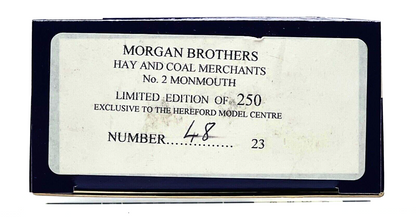 MORGAN BROTHERS
HAY AND COAL MERCHANTS
No. 2 MONMOUTH
LIMITED EDITION OF 250
EXCLUSIVE TO THE HEREFORD MODEL CENTRE
NUMBER....48......... 23